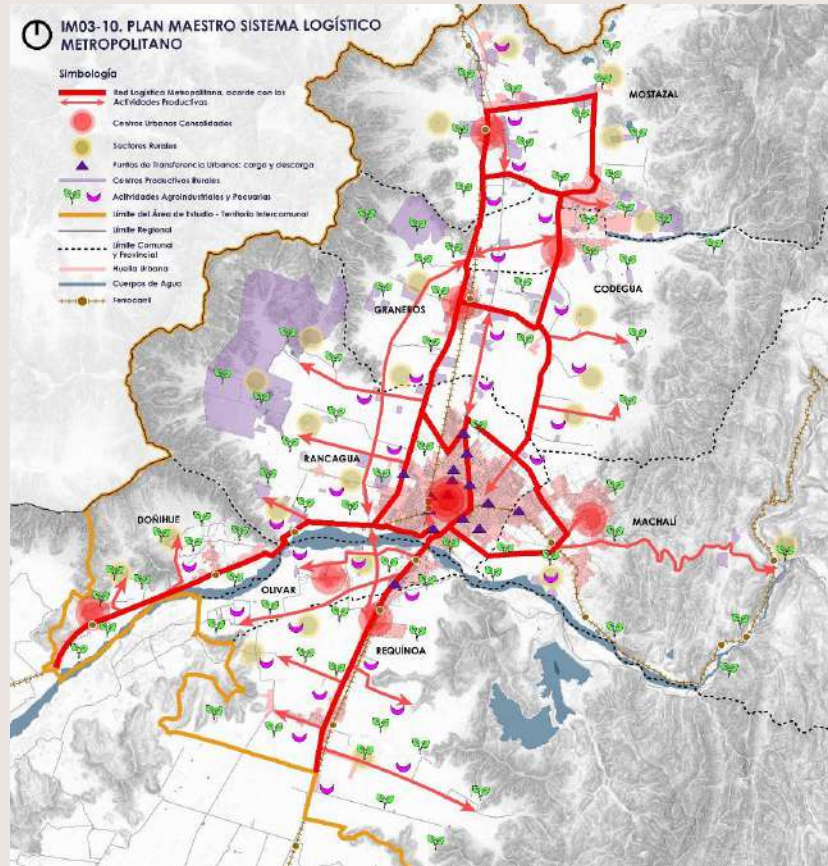 IM03-10. PLAN MAESTRO SISTEMA LOGÍSTICO
METROPOLITANO
Simbología
Red Logística Metropolitana, acorde con las
Actividades Productivas
Centros Urbanos Consolidados
Sectores Rurales
Puntos de Transferencia Urbanos: carga y descarga
Centros Productivos Rurales
Actividades Agroindustriales y Pecuarias
Límite del Área de Estudio - Territorio Intercomunal
Límite Regional
Límite Comunal
y Provincial
Huella Urbana
Cuerpos de Agua
Ferrocarril
MOSTAZAL
CODEGUA
GRANEROS
RANCAGUA
DOÑIHUE
MACHALÍ
OLIVAR
REQUÍNOA